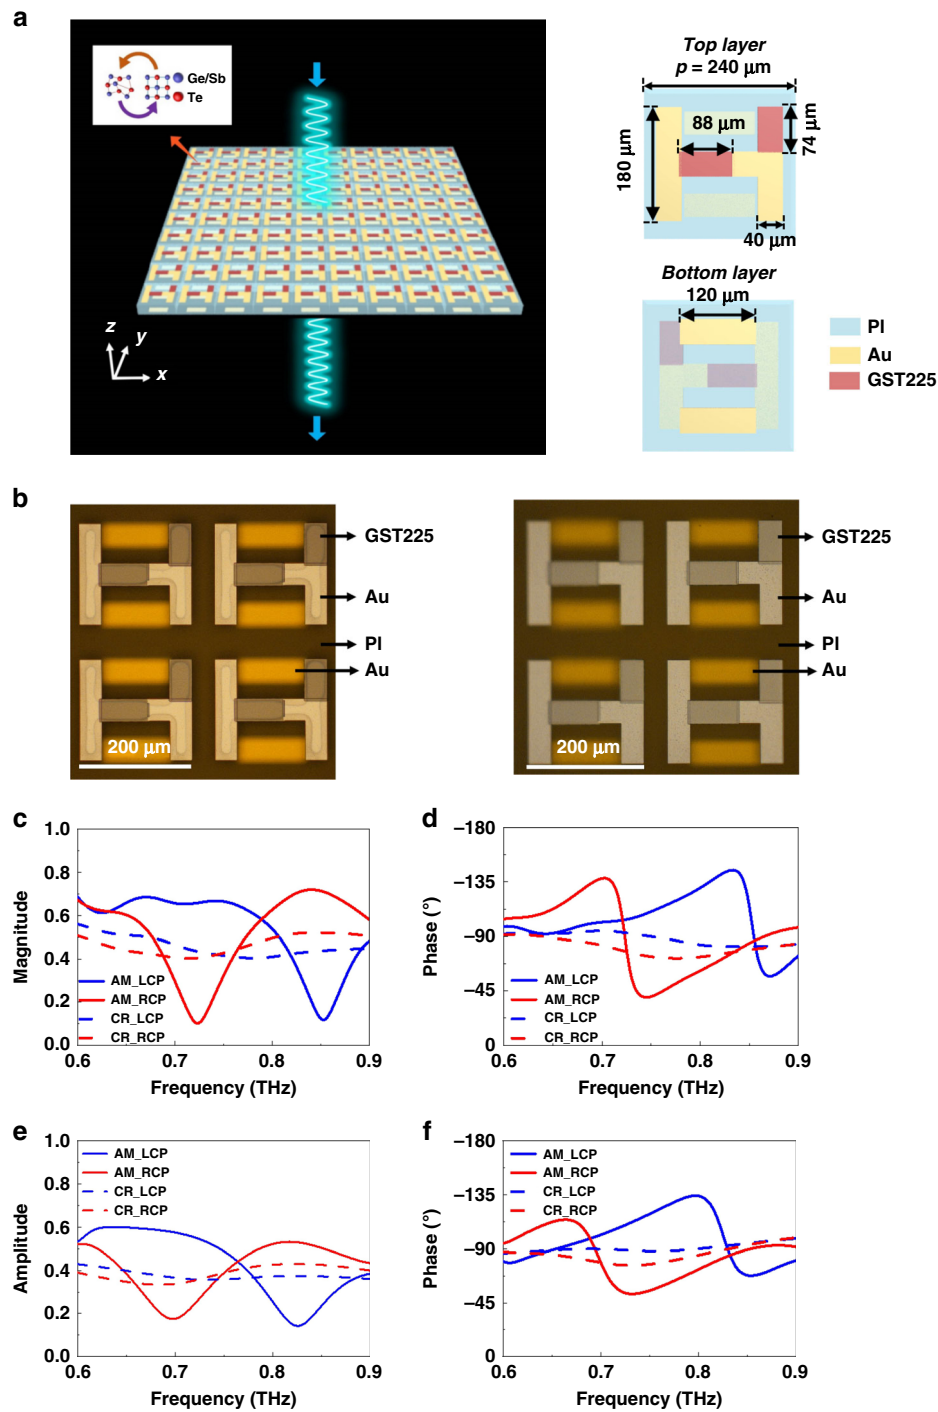 a
Ge/Sb
Te
z
y
x
Top layer
p = 240 μm
88 μm
180 μm
74 μm
40 μm
Bottom layer
120 μm
PI
Au
GST225
b
GST225
Au
PI
Au
200 μm
GST225
Au
PI
Au
200 μm
c
1.0
0.8
0.6
0.4
0.2
0.0
Magnitude
AM_LCP
AM_RCP
CR_LCP
CR_RCP
0.6 0.7 0.8 0.9
Frequency (THz)
d
−180
−135
−90
−45
0
Phase (°)
AM_LCP
AM_RCP
CR_LCP
CR_RCP
0.6 0.7 0.8 0.9
Frequency (THz)
e
1.0
0.8
0.6
0.4
0.2
0.0
Amplitude
AM_LCP
AM_RCP
CR_LCP
CR_RCP
0.6 0.7 0.8 0.9
Frequency (THz)
f
−180
−135
−90
−45
0
Phase (°)
AM_LCP
AM_RCP
CR_LCP
CR_RCP
0.6 0.7 0.8 0.9
Frequency (THz)